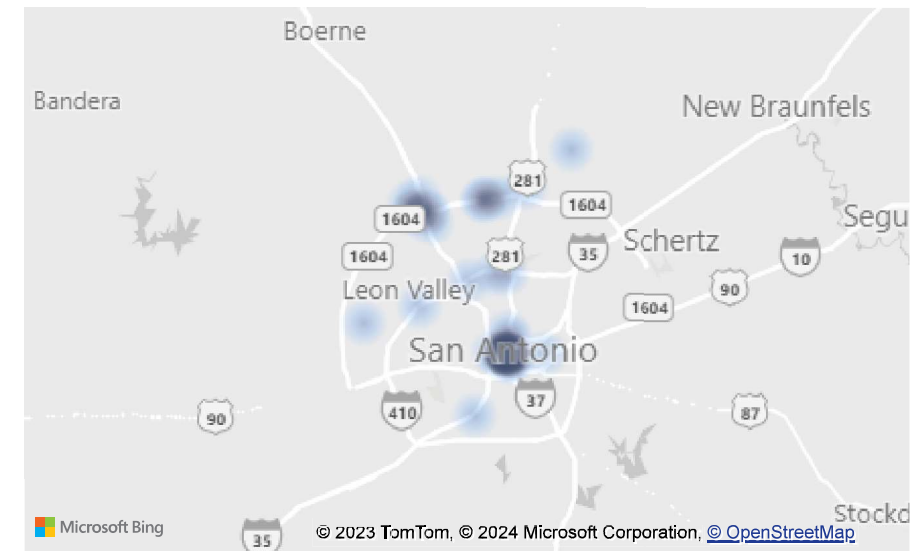 Boerne
Bandera
New Braunfels
281
1604
1604
Segu
Schertz
281
35
10
1604
90
Leon Valley
1604
San Antonio
37
410
90
87
Stockd
Microsoft Bing
35
© 2023 TomTom, © 2024 Microsoft Corporation, © OpenStreetMap